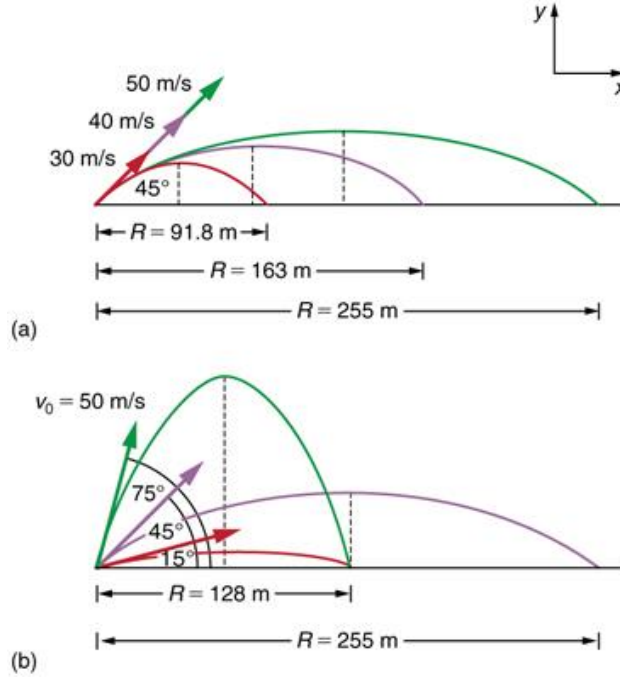 y
x
50 m/s
40 m/s
30 m/s
45°
R = 91.8 m
R = 163 m
R = 255 m
(a)
v₀ = 50 m/s
75°
45°
15°
R = 128 m
R = 255 m
(b)